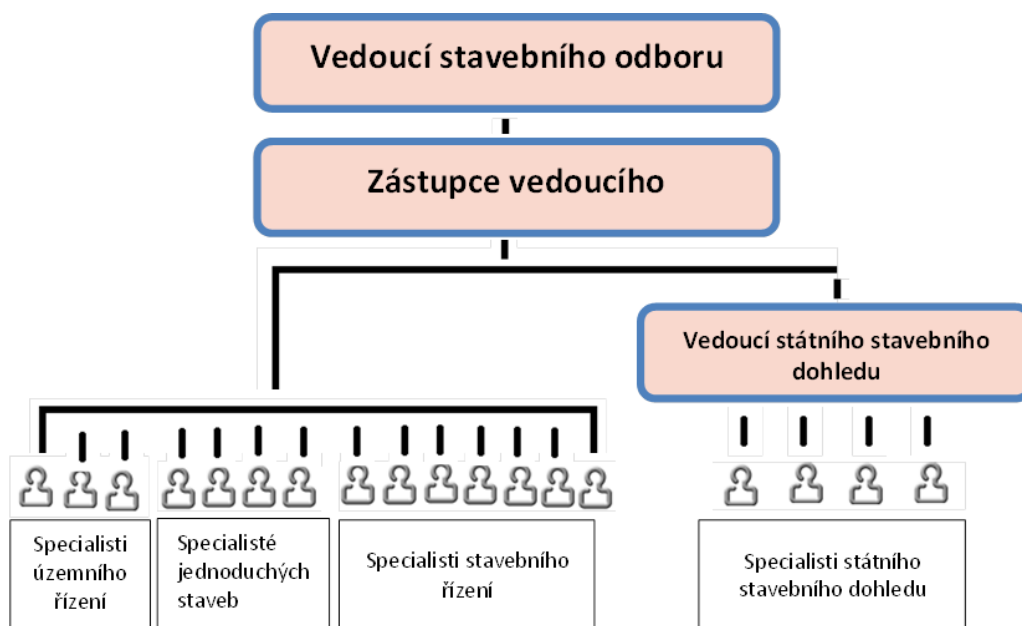 Vedoucí stavebního odboru
Zástupce vedoucího
Vedoucí státního stavebního
dohledu
Specialisti
územního
řízení
Specialisté
jednoduchých
staveb
Specialisti stavebního
řízení
Specialisti státního
stavebního dohledu